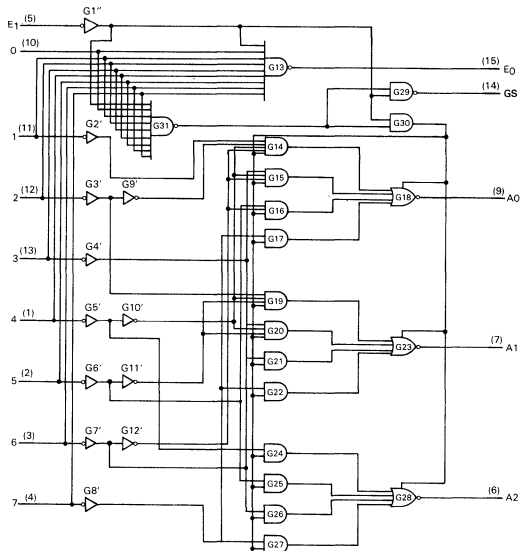 G1"
E1 (5)
0 (10)
G13
(15)
E0
(14)
G29
GS
G31
G30
1 (11)
G2'
G14
2 (12)
G3'
G9'
G15
(9)
G18
A0
G16
3 (13)
G4'
G17
G19
4 (1)
G5'
G10'
G20
(7)
G23
A1
G21
5 (2)
G6'
G11'
G22
6 (3)
G7'
G12'
G24
G25
(6)
G28
A2
7 (4)
G8'
G26
G27